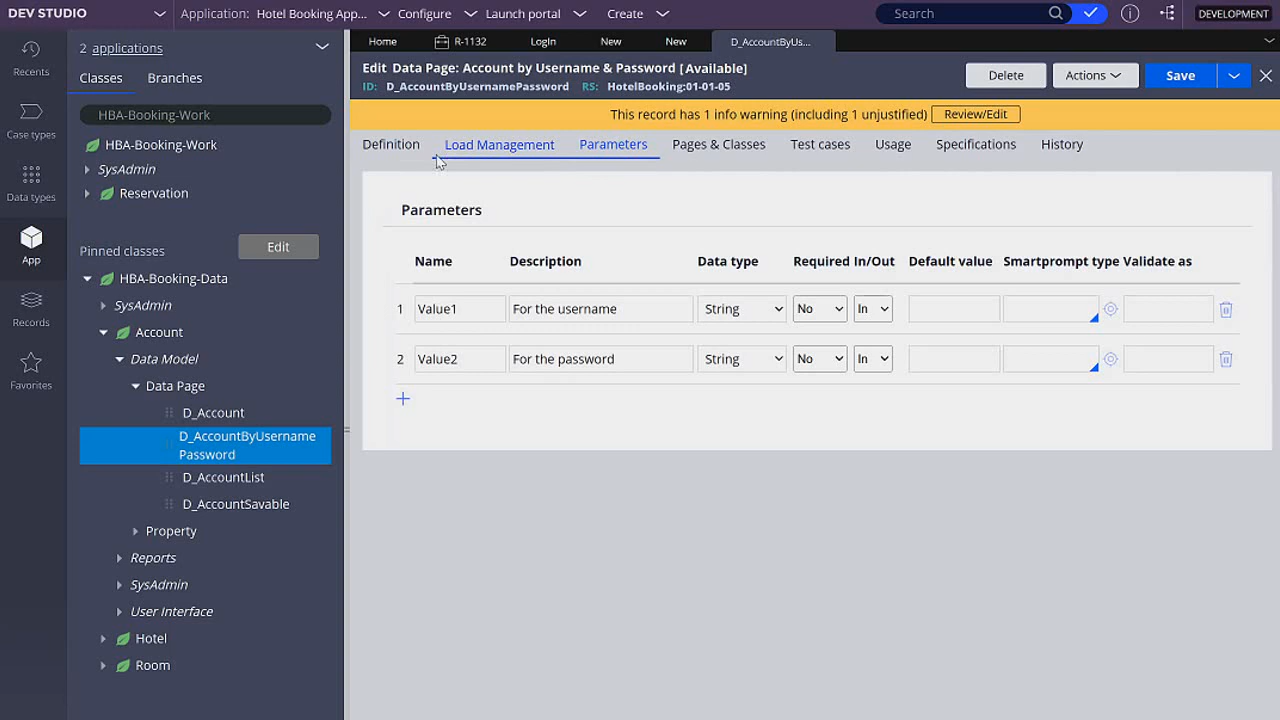 DEV STUDIO
Application: Hotel Booking App...
Configure
Launch portal
Create
Search
DEVELOPMENT
Recents
Case types
Data types
App
Records
Favorites
2 applications
Classes
Branches
HBA-Booking-Work
HBA-Booking-Work
SysAdmin
Reservation
Pinned classes
Edit
HBA-Booking-Data
SysAdmin
Account
Data Model
Data Page
D_Account
D_AccountByUsername
Password
D_AccountList
D_AccountSavable
Property
Reports
SysAdmin
User Interface
Hotel
Room
Home
R-1132
LogIn
New
New
D_AccountByUs...
Edit Data Page: Account by Username & Password [Available]
ID: D_AccountByUsernamePassword RS: HotelBooking:01-01-05
Delete
Actions
Save
This record has 1 info warning (including 1 unjustified)
Review/Edit
Definition
Load Management
Parameters
Pages & Classes
Test cases
Usage
Specifications
History
Parameters
Name Description Data type Required In/Out Default value Smartprompt type Validate as
1 Value1 For the username String No In
2 Value2 For the password String No In